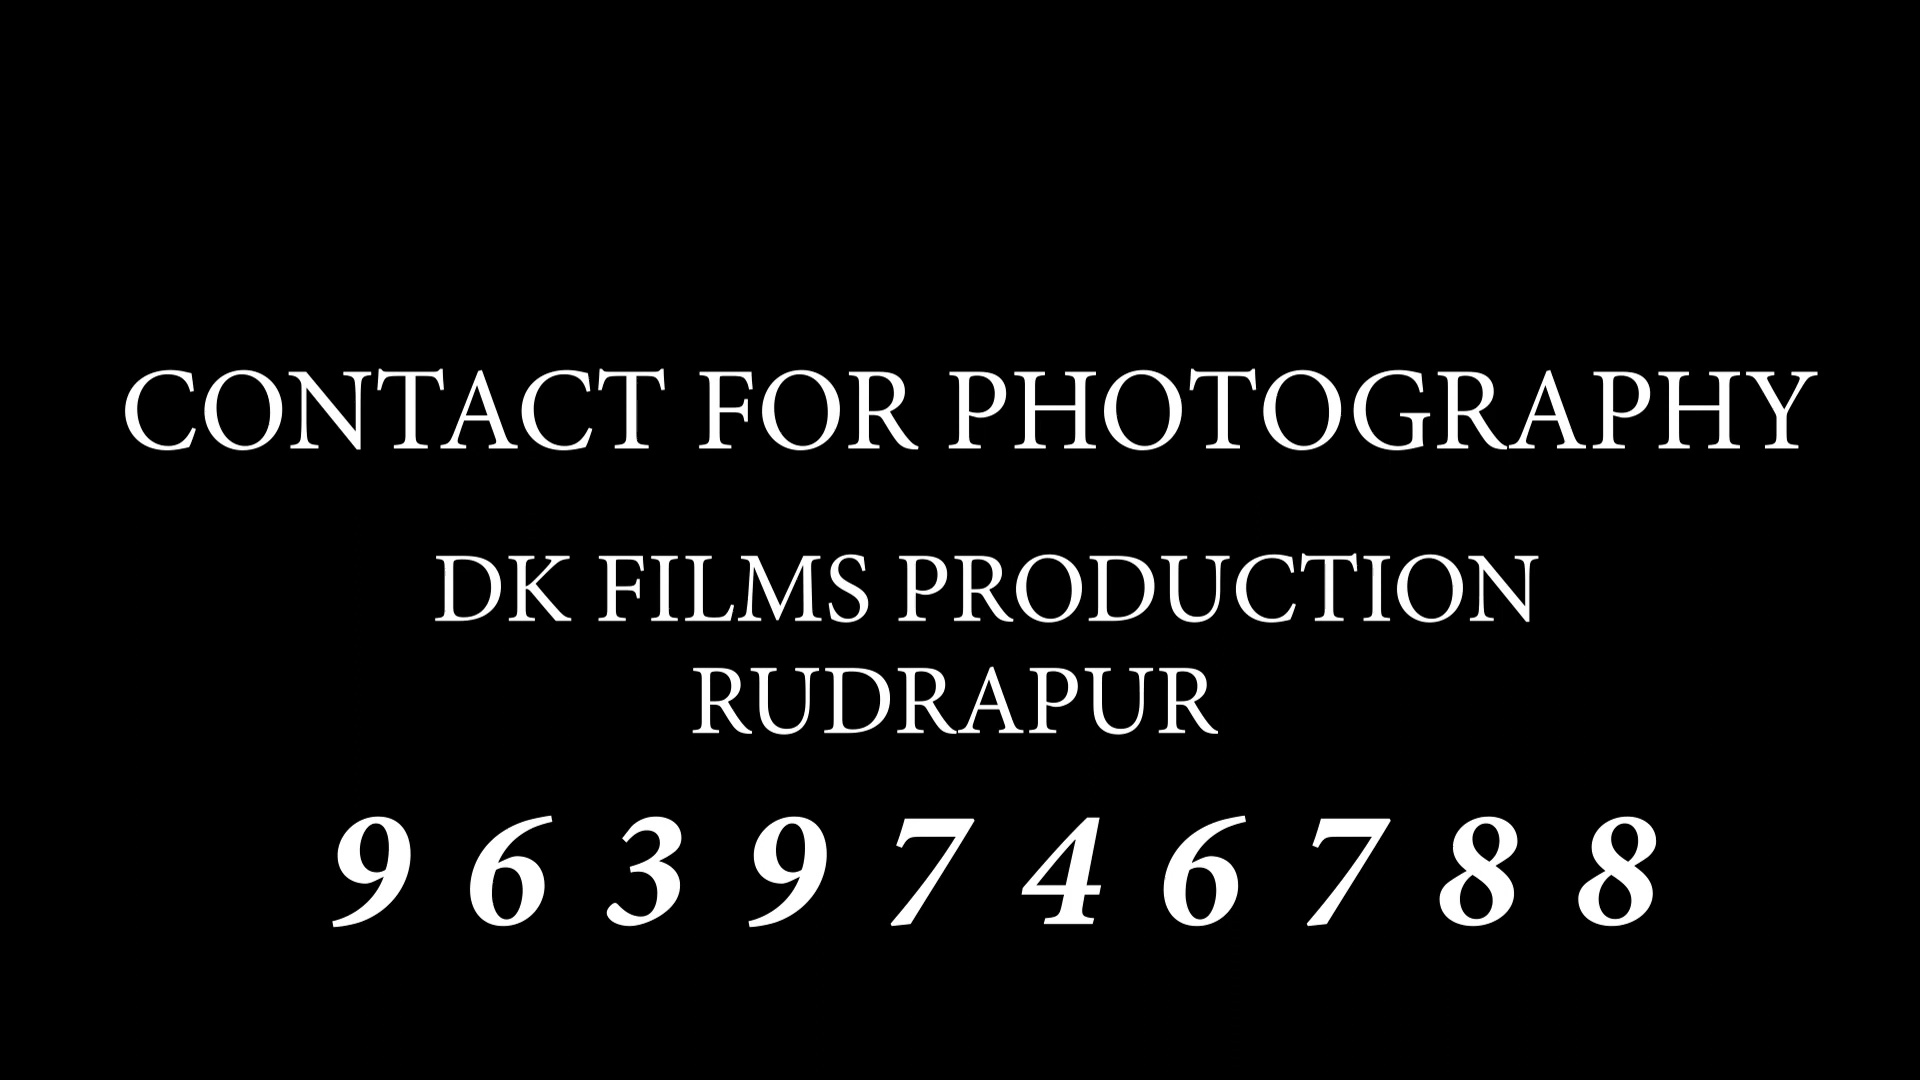 CONTACT FOR PHOTOGRAPHY
DK FILMS PRODUCTION
RUDRAPUR
9 6 3 9 7 4 6 7 8 8